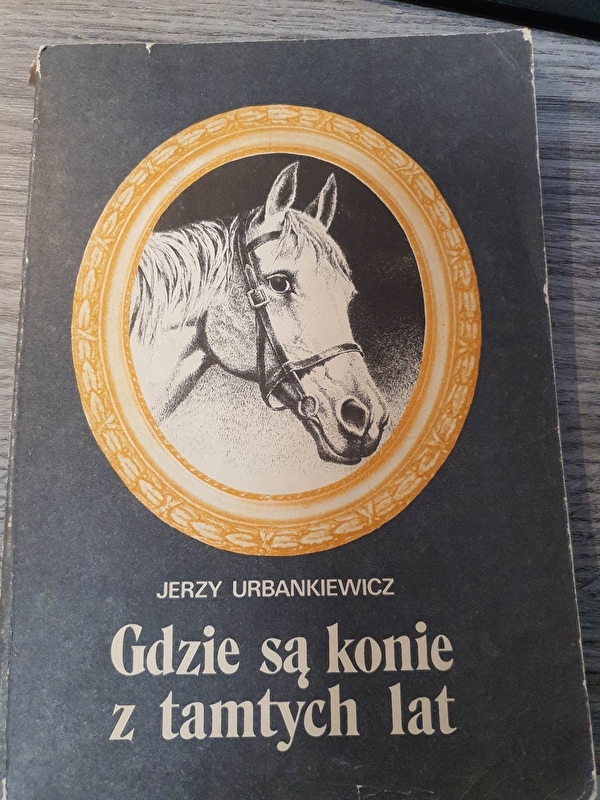 JERZY URBANKIEWICZ
Gdzie są konie
z tamtych lat